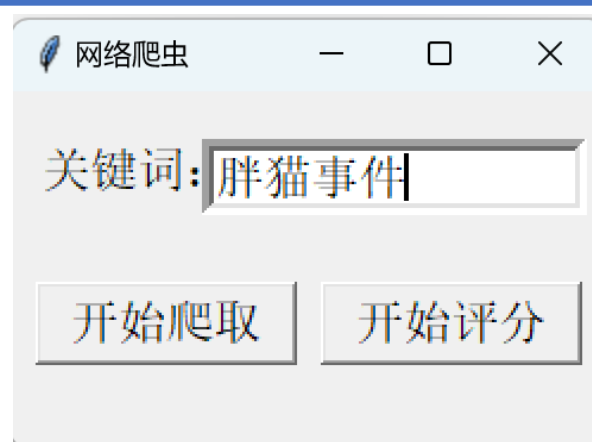 网络爬虫
关键词:胖猫事件
开始爬取 开始评分